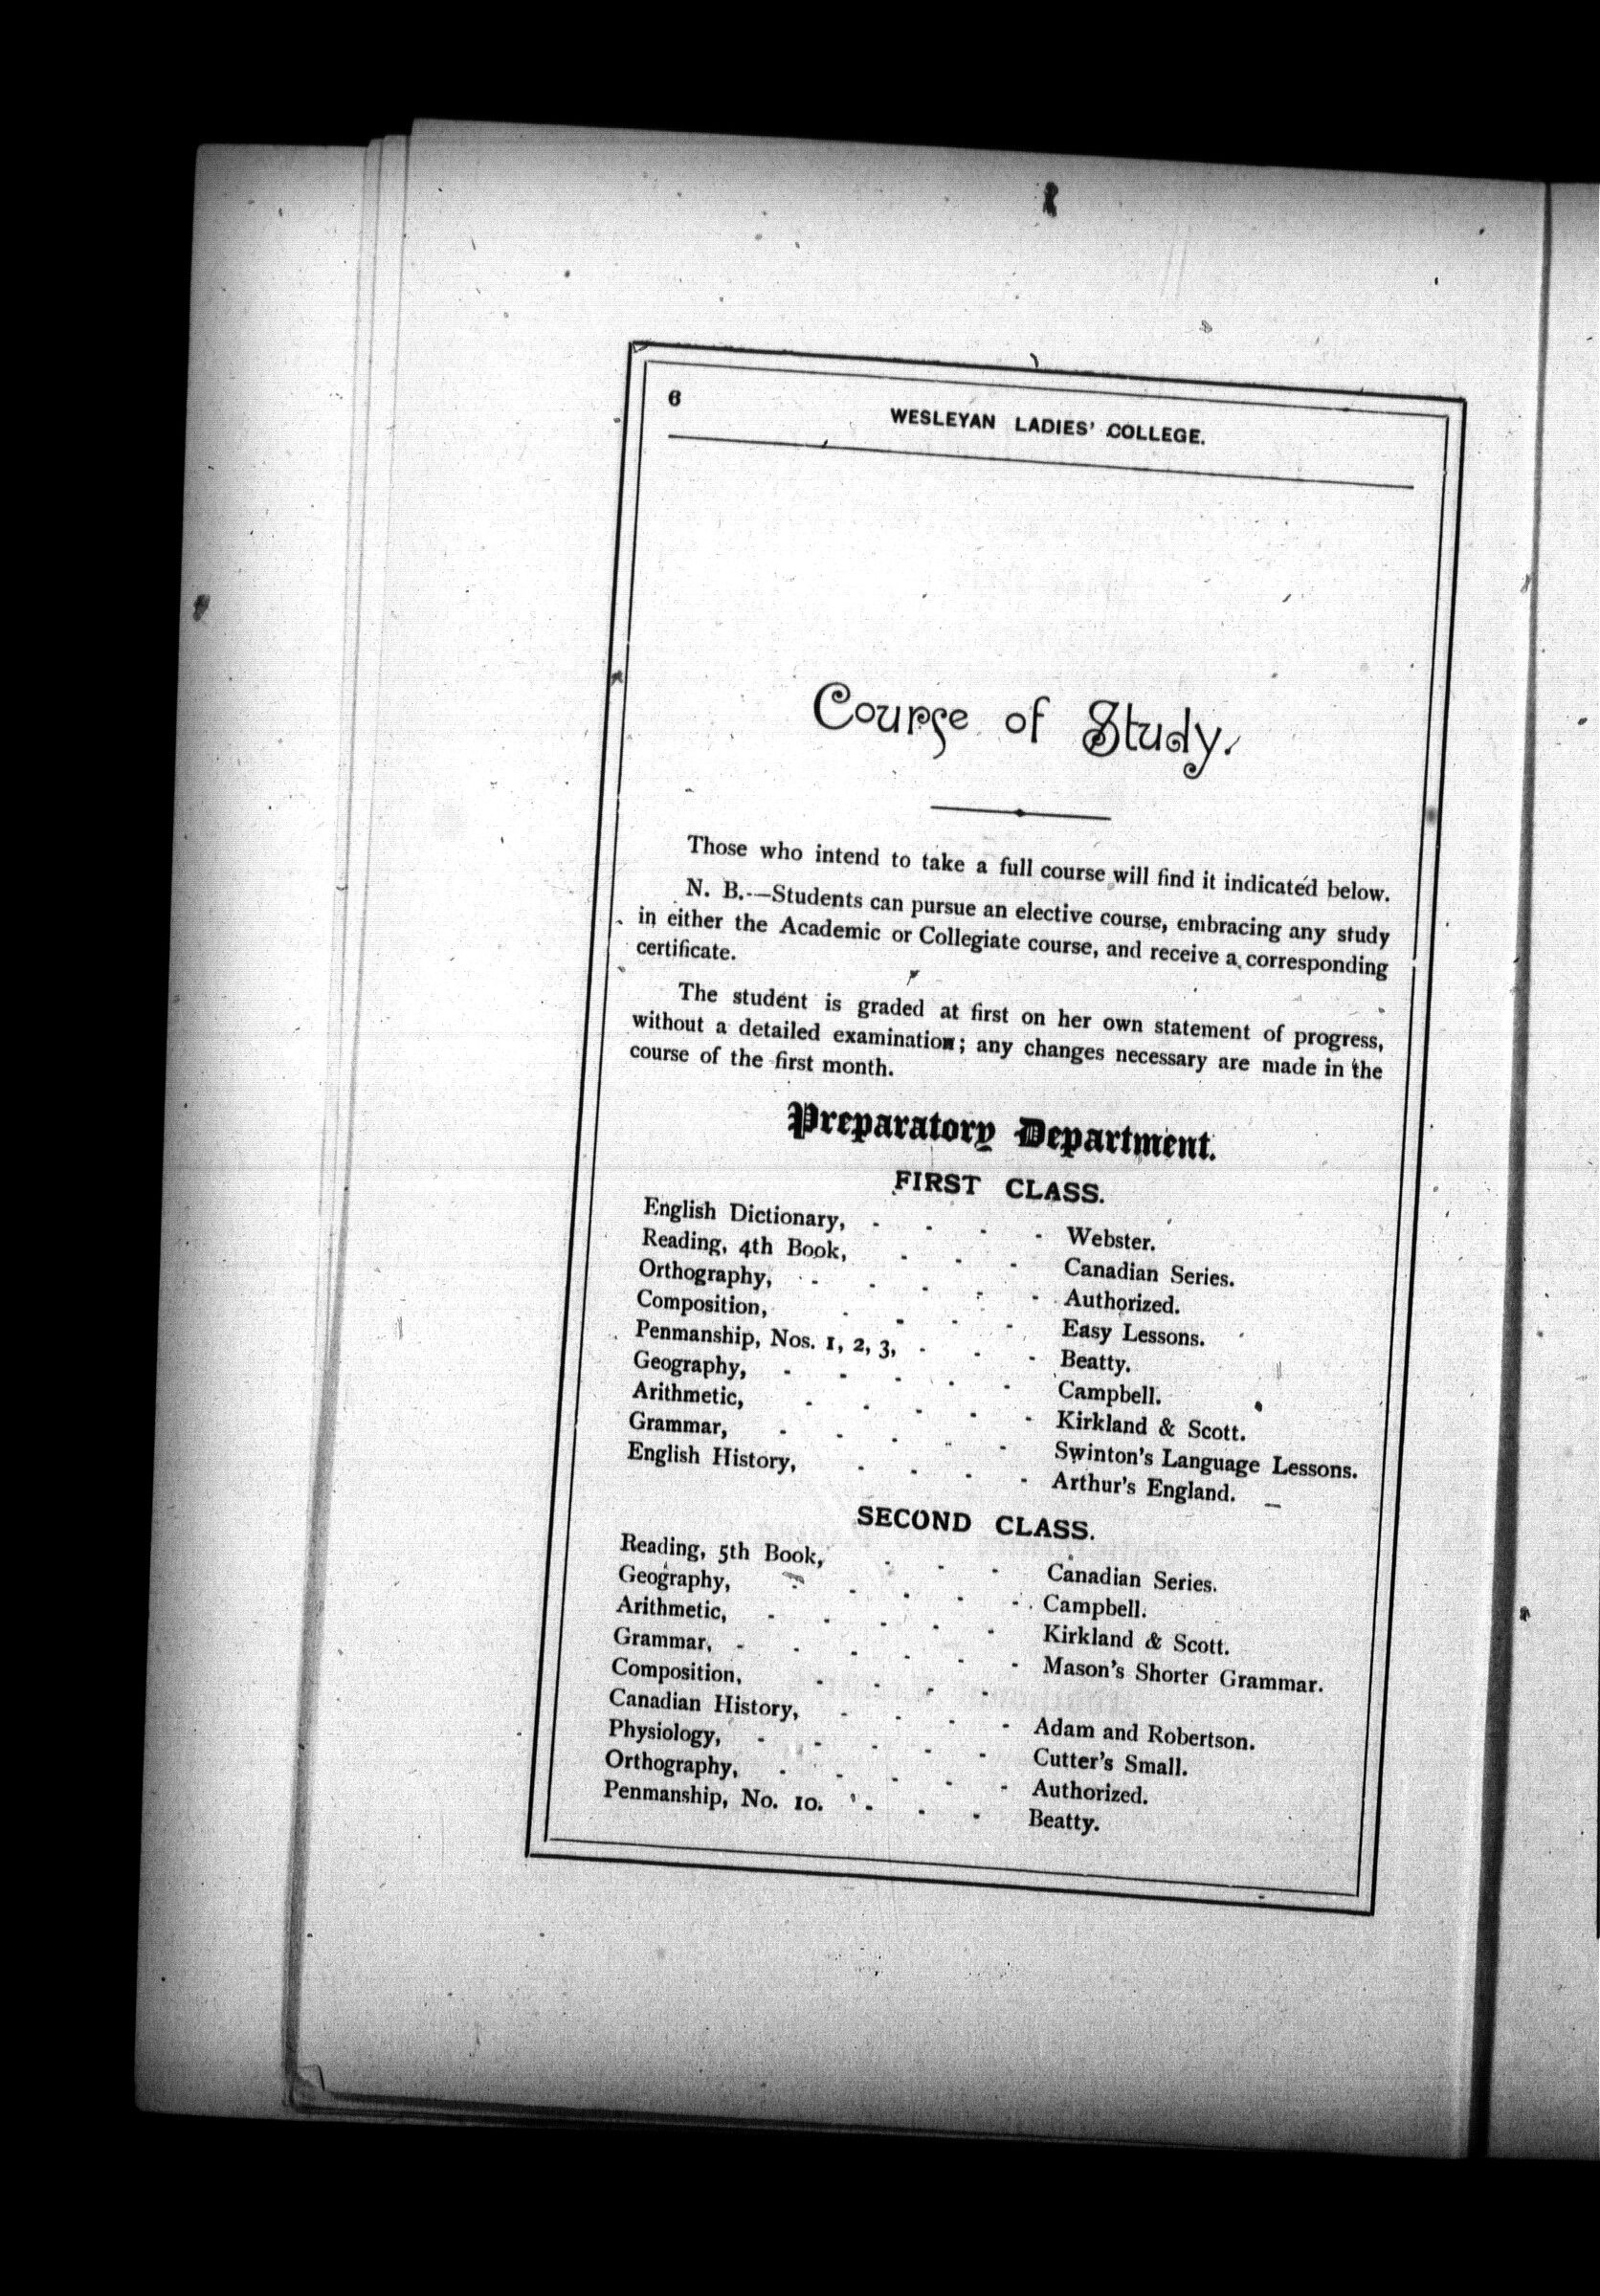 6
WESLEYAN LADIES' COLLEGE.
Course of Study.
Those who intend to take a full course will find it indicated below.
N. B.—Students can pursue an elective course, embracing any study
in either the Academic or Collegiate course, and receive a corresponding
certificate.
The student is graded at first on her own statement of progress,
without a detailed examination; any changes necessary are made in the
course of the first month.
Preparatory Department.
FIRST CLASS.
English Dictionary, - - - - Webster.
Reading, 4th Book, - - - Canadian Series.
Orthography, - - - - - Authorized.
Composition, - - - - Easy Lessons.
Penmanship, Nos. 1, 2, 3, - - - Beatty.
Geography, - - - - - Campbell.
Arithmetic, - - - - - Kirkland & Scott.
Grammar, - - - - - Swinton's Language Lessons.
English History, - - - - Arthur's England.
SECOND CLASS.
Reading, 5th Book, - - - Canadian Series.
Geography, - - - - - Campbell.
Arithmetic, - - - - - Kirkland & Scott.
Grammar, - - - - - - Mason's Shorter Grammar.
Composition, - - - -
Canadian History, - - - - Adam and Robertson.
Physiology, - - - - - Cutter's Small.
Orthography, - - - - - Authorized.
Penmanship, No. 10. - - - Beatty.